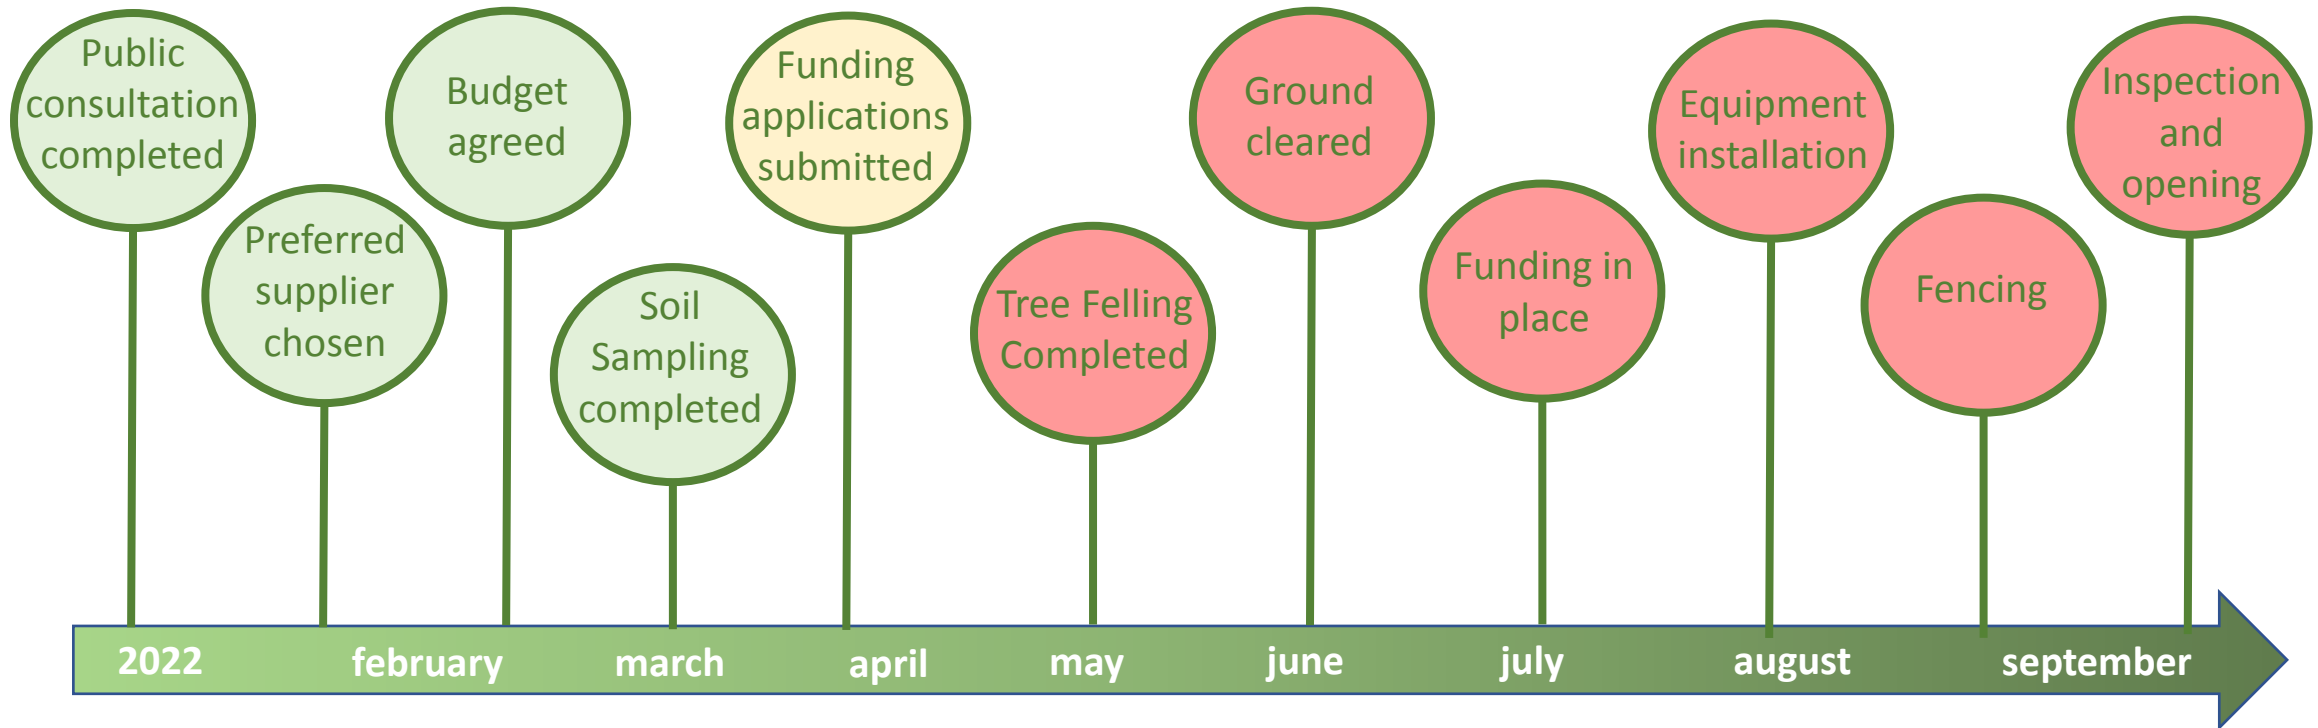 Public
consultation
completed
Preferred
supplier
chosen
Budget
agreed
Soil
Sampling
completed
Funding
applications
submitted
Tree Felling
Completed
Ground
cleared
Funding in
place
Equipment
installation
Fencing
Inspection
and
opening
2022
february
march
april
may
june
july
august
september